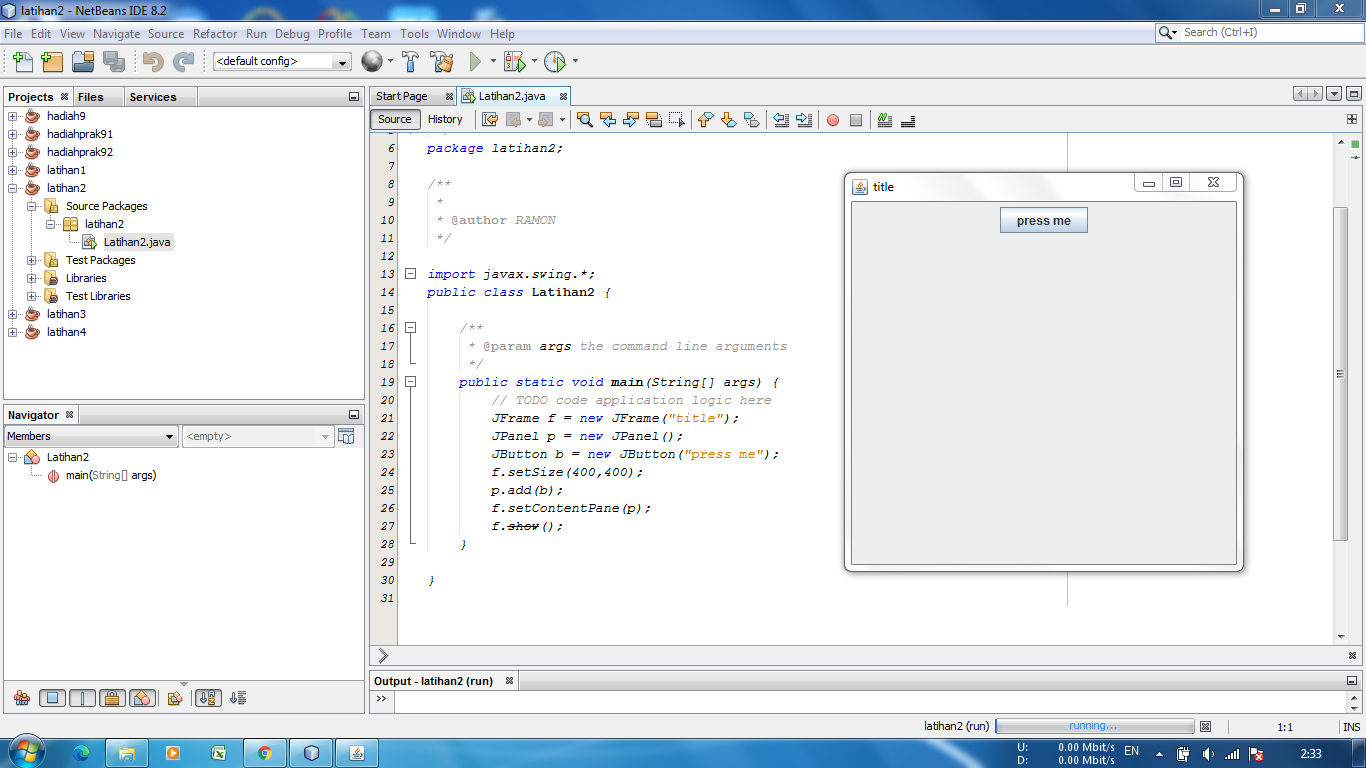 latihan2 - NetBeans IDE 8.2
File Edit View Navigate Source Refactor Run Debug Profile Team Tools Window Help
Search (Ctrl+I)
<default config>
Projects Files Services
hadiah9
hadiahprak91
hadiahprak92
latihan1
latihan2
Source Packages
latihan2
Latihan2.java
Test Packages
Libraries
Test Libraries
latihan3
latihan4
Navigator
Members <empty>
Latihan2
main(String[] args)
Start Page Latihan2.java
Source History
6 package latihan2;
7
8 /**
9 *
10 * @author RAMON
11 */
12
13 import javax.swing.*;
14 public class Latihan2 {
15
16 /**
17 * @param args the command line arguments
18 */
19 public static void main(String[] args) {
20 // TODO code application logic here
21 JFrame f = new JFrame("title");
22 JPanel p = new JPanel();
23 JButton b = new JButton("press me");
24 f.setSize(400,400);
25 p.add(b);
26 f.setContentPane(p);
27 f.show();
28 }
29
30 }
31
title
press me
Output - latihan2 (run)
latihan2 (run) running... 1:1 INS
U: 0.00 Mbit/s
D: 0.00 Mbit/s
EN
2:33